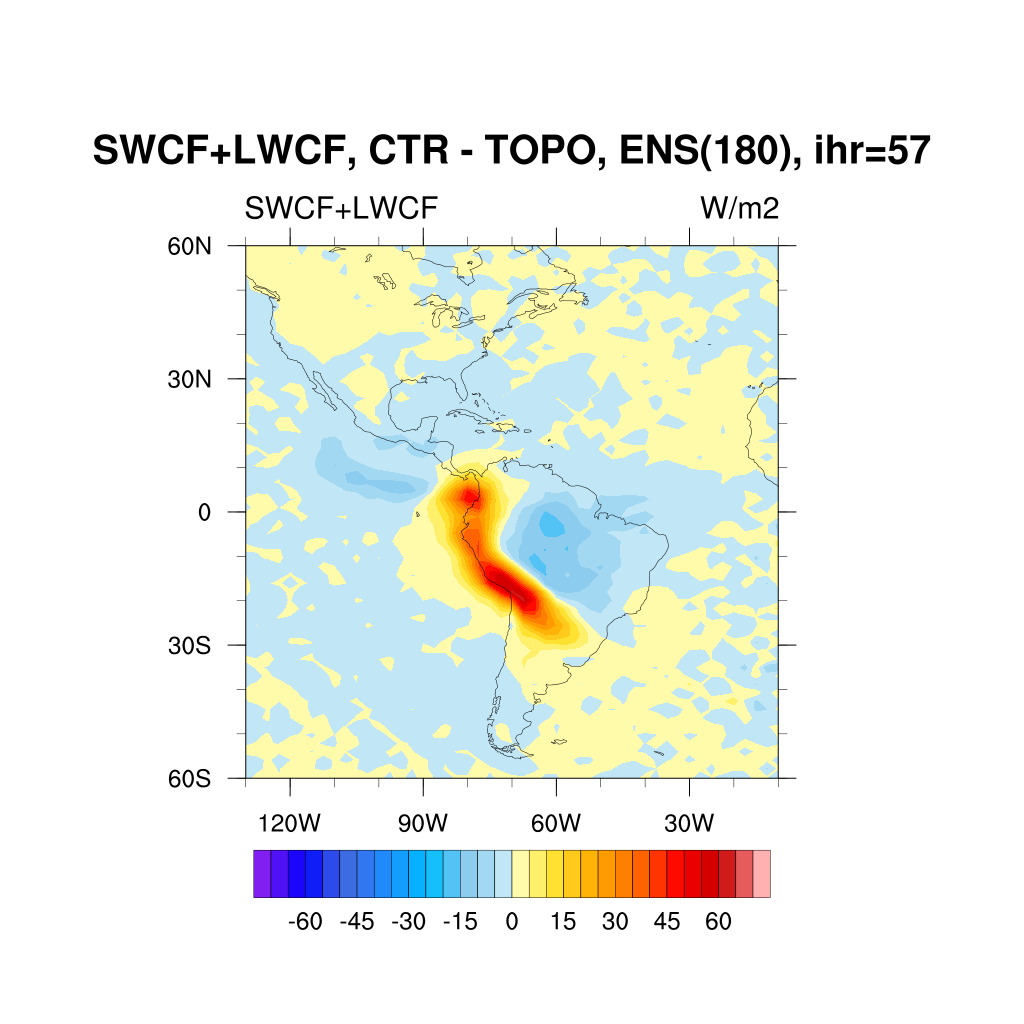 SWCF+LWCF, CTR - TOPO, ENS(180), ihr=57
SWCF+LWCF W/m2
60N
30N
0
30S
60S
120W 90W 60W 30W
-60 -45 -30 -15 0 15 30 45 60